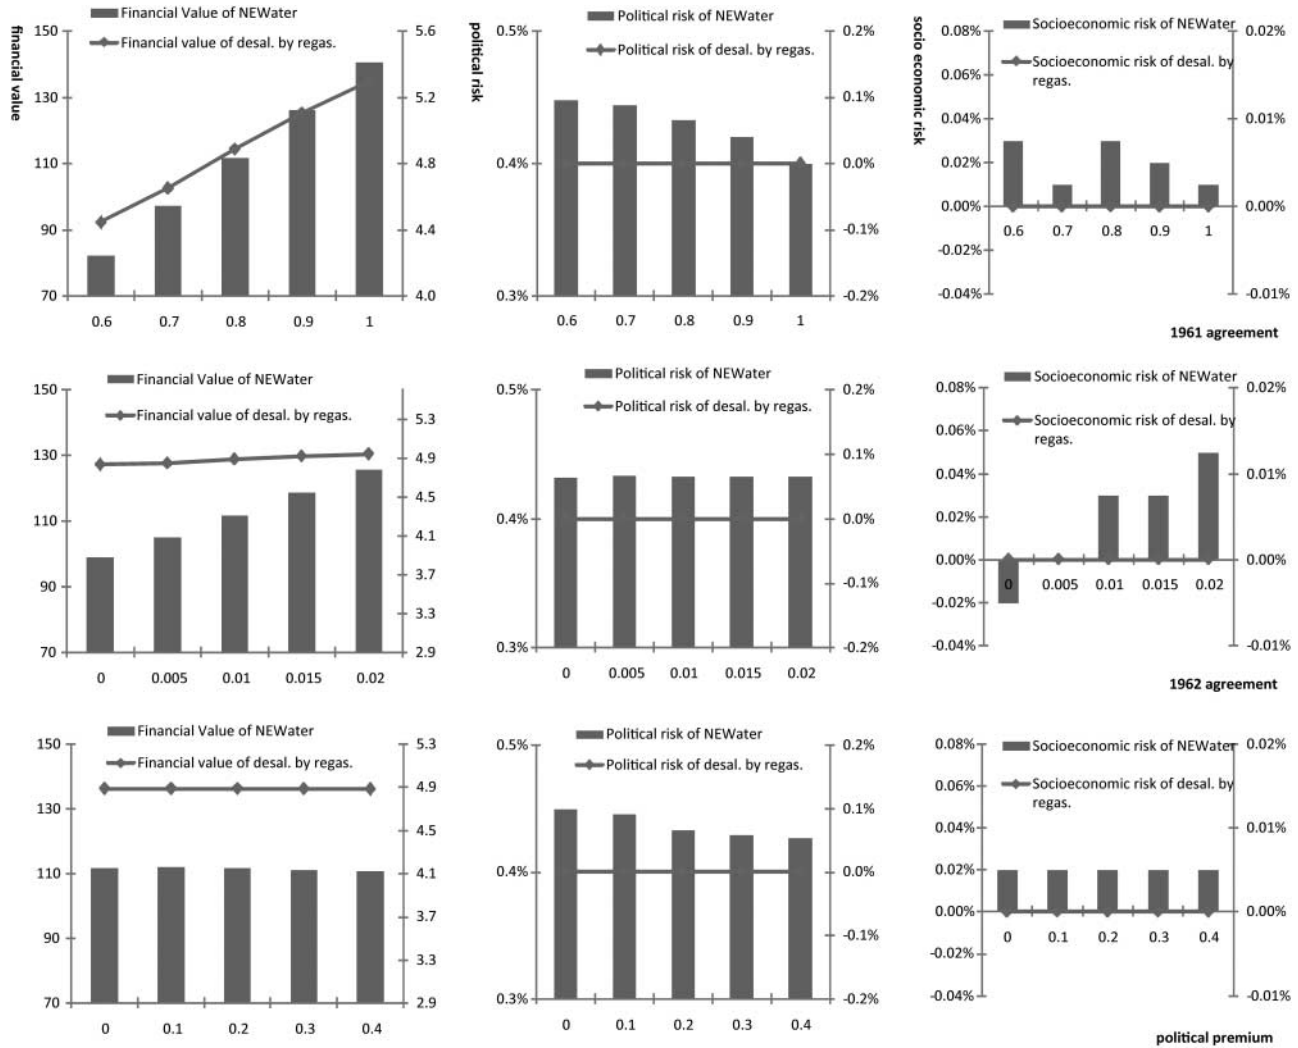 Financial Value of NEWater
Financial value of desal. by regas.
financial value
150
130
110
90
70
5.6
5.2
4.8
4.4
4.0
0.6 0.7 0.8 0.9 1
Political risk of NEWater
Political risk of desal. by regas.
political risk
0.5%
0.4%
0.3%
0.2%
0.1%
0.0%
-0.1%
-0.2%
0.6 0.7 0.8 0.9 1
Socioeconomic risk of NEWater
Socioeconomic risk of desal. by
regas.
socio economic risk
0.08%
0.06%
0.04%
0.02%
0.00%
-0.02%
-0.04%
0.02%
0.01%
0.00%
-0.01%
0.6 0.7 0.8 0.9 1
1961 agreement
Financial Value of NEWater
Financial value of desal. by regas.
150
130
110
90
70
5.3
4.9
4.5
4.1
3.7
3.3
2.9
0 0.005 0.01 0.015 0.02
Political risk of NEWater
Political risk of desal. by regas.
0.5%
0.4%
0.3%
0.2%
0.1%
0.0%
-0.1%
-0.2%
0 0.005 0.01 0.015 0.02
Socioeconomic risk of NEWater
Socioeconomic risk of desal. by
regas.
0.08%
0.06%
0.04%
0.02%
0.00%
-0.02%
-0.04%
0.02%
0.01%
0.00%
-0.01%
0 0.005 0.01 0.015 0.02
1962 agreement
Financial Value of NEWater
Financial value of desal. by regas.
150
130
110
90
70
5.3
4.9
4.5
4.1
3.7
3.3
2.9
0 0.1 0.2 0.3 0.4
Political risk of NEWater
Political risk of desal. by regas.
0.5%
0.4%
0.3%
0.2%
0.1%
0.0%
-0.1%
-0.2%
0 0.1 0.2 0.3 0.4
Socioeconomic risk of NEWater
Socioeconomic risk of desal. by
regas.
0.08%
0.06%
0.04%
0.02%
0.00%
-0.02%
-0.04%
0.02%
0.01%
0.00%
-0.01%
0 0.1 0.2 0.3 0.4
political premium